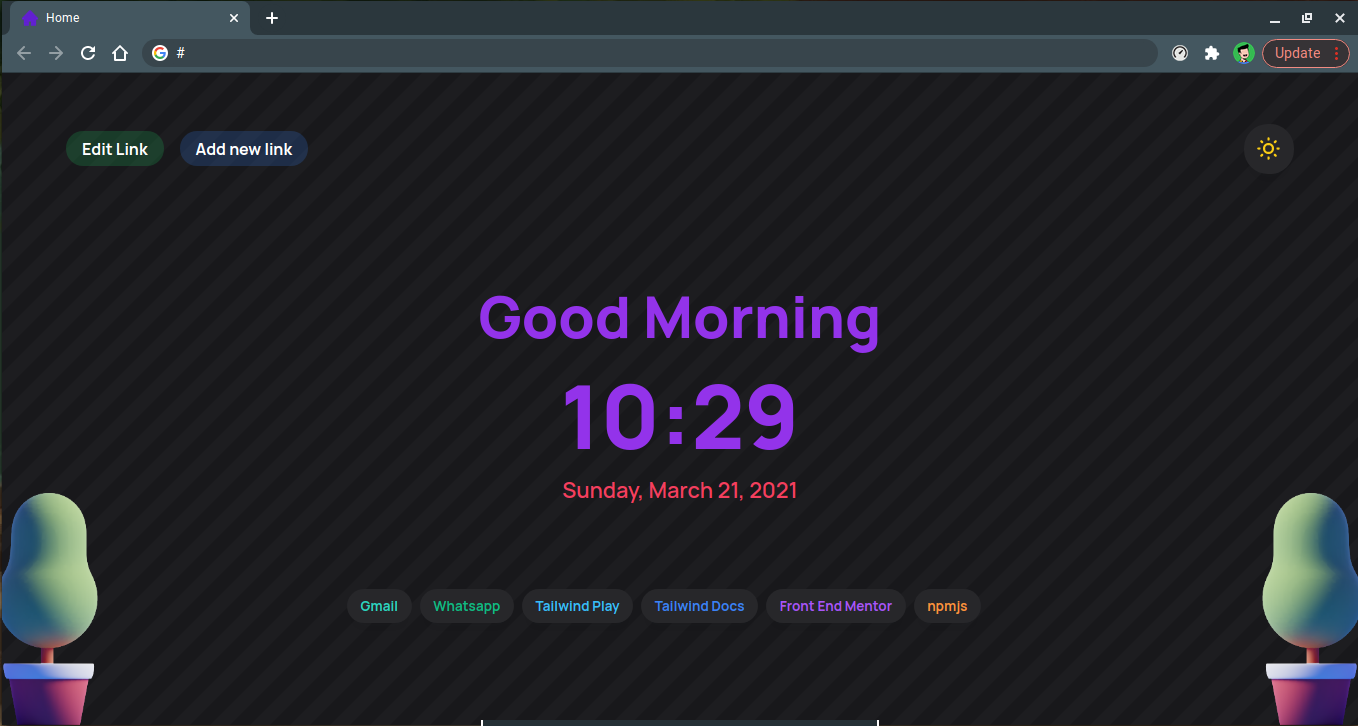 Home
#
Update
Edit Link
Add new link
Good Morning
10:29
Sunday, March 21, 2021
Gmail
Whatsapp
Tailwind Play
Tailwind Docs
Front End Mentor
npmjs